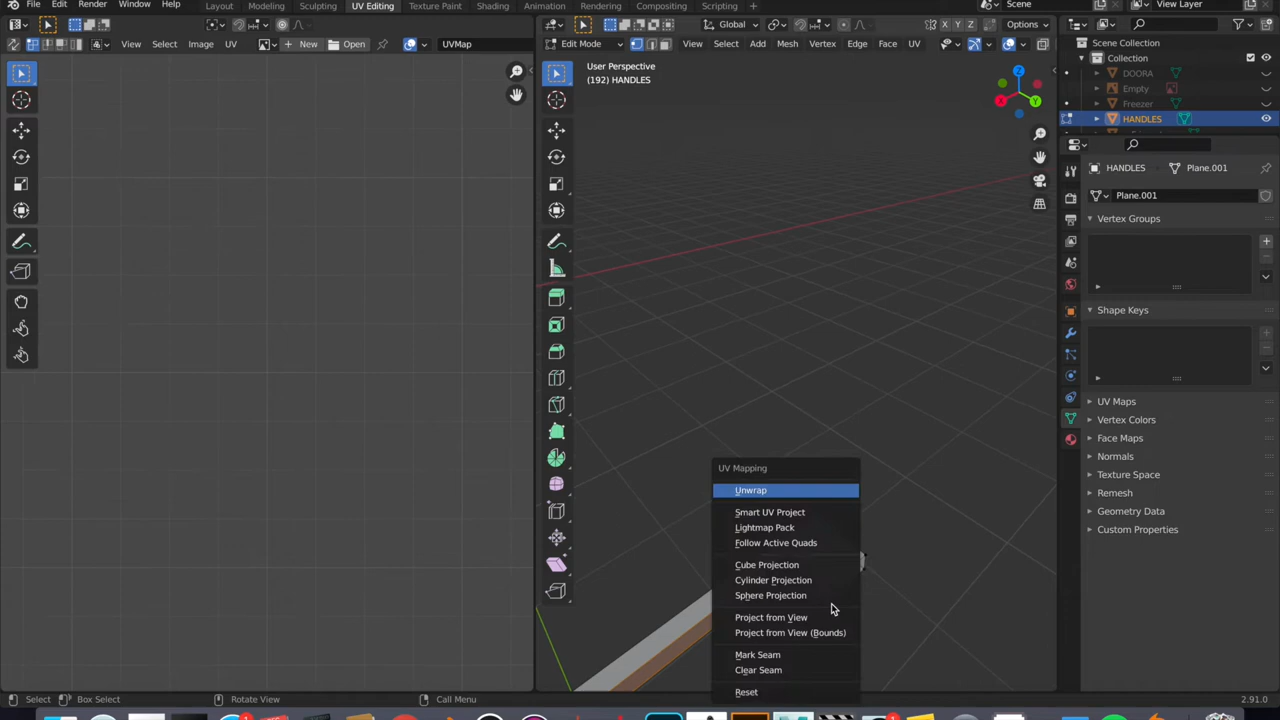 File Edit Render Window Help Layout Modeling Sculpting UV Editing Texture Paint Shading Animation Rendering Compositing Scripting Scene View Layer
Global Options
View Select Image UV New Open UVMap
Edit Mode View Select Add Mesh Vertex Edge Face UV
X Y Z
User Perspective
(192) HANDLES
Z
X Y
Scene Collection
Collection
DOORA
Empty
Freezer
HANDLES
HANDLES Plane.001
Plane.001
Vertex Groups
Shape Keys
UV Maps
Vertex Colors
Face Maps
Normals
Texture Space
Remesh
Geometry Data
Custom Properties
UV Mapping
Unwrap
Smart UV Project
Lightmap Pack
Follow Active Quads
Cube Projection
Cylinder Projection
Sphere Projection
Project from View
Project from View (Bounds)
Mark Seam
Clear Seam
Reset
Select Box Select Rotate View Call Menu 2.91.0